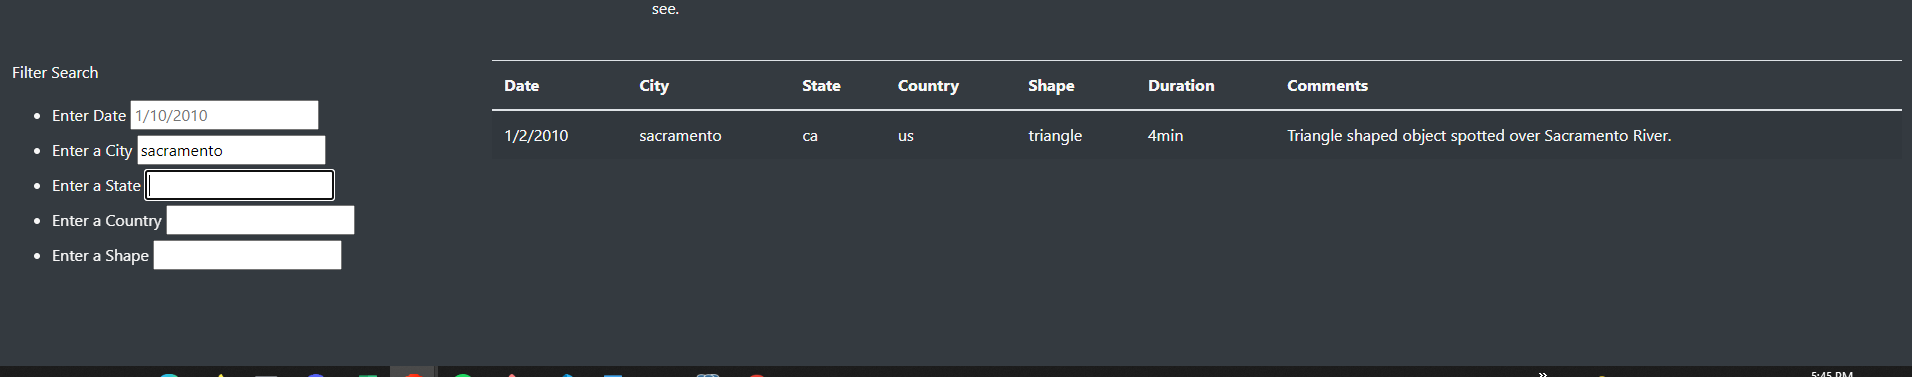 see.
Filter Search
Enter Date 1/10/2010
Enter a City sacramento
Enter a State
Enter a Country
Enter a Shape
Date City State Country Shape Duration Comments
1/2/2010 sacramento ca us triangle 4min Triangle shaped object spotted over Sacramento River.
5:45 PM